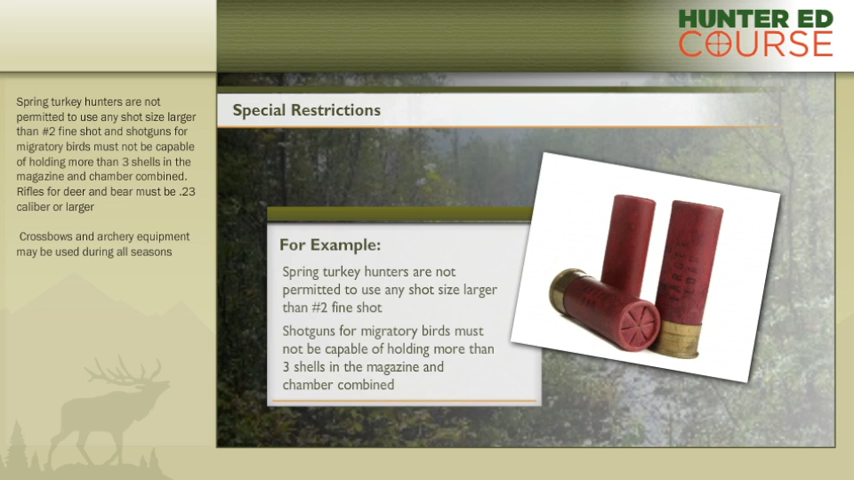 HUNTER ED
COURSE
Spring turkey hunters are not
permitted to use any shot size larger
than #2 fine shot and shotguns for
migratory birds must not be capable
of holding more than 3 shells in the
magazine and chamber combined.
Rifles for deer and bear must be .23
caliber or larger
Crossbows and archery equipment
may be used during all seasons
Special Restrictions
For Example:
Spring turkey hunters are not
permitted to use any shot size larger
than #2 fine shot
Shotguns for migratory birds must
not be capable of holding more than
3 shells in the magazine and
chamber combined